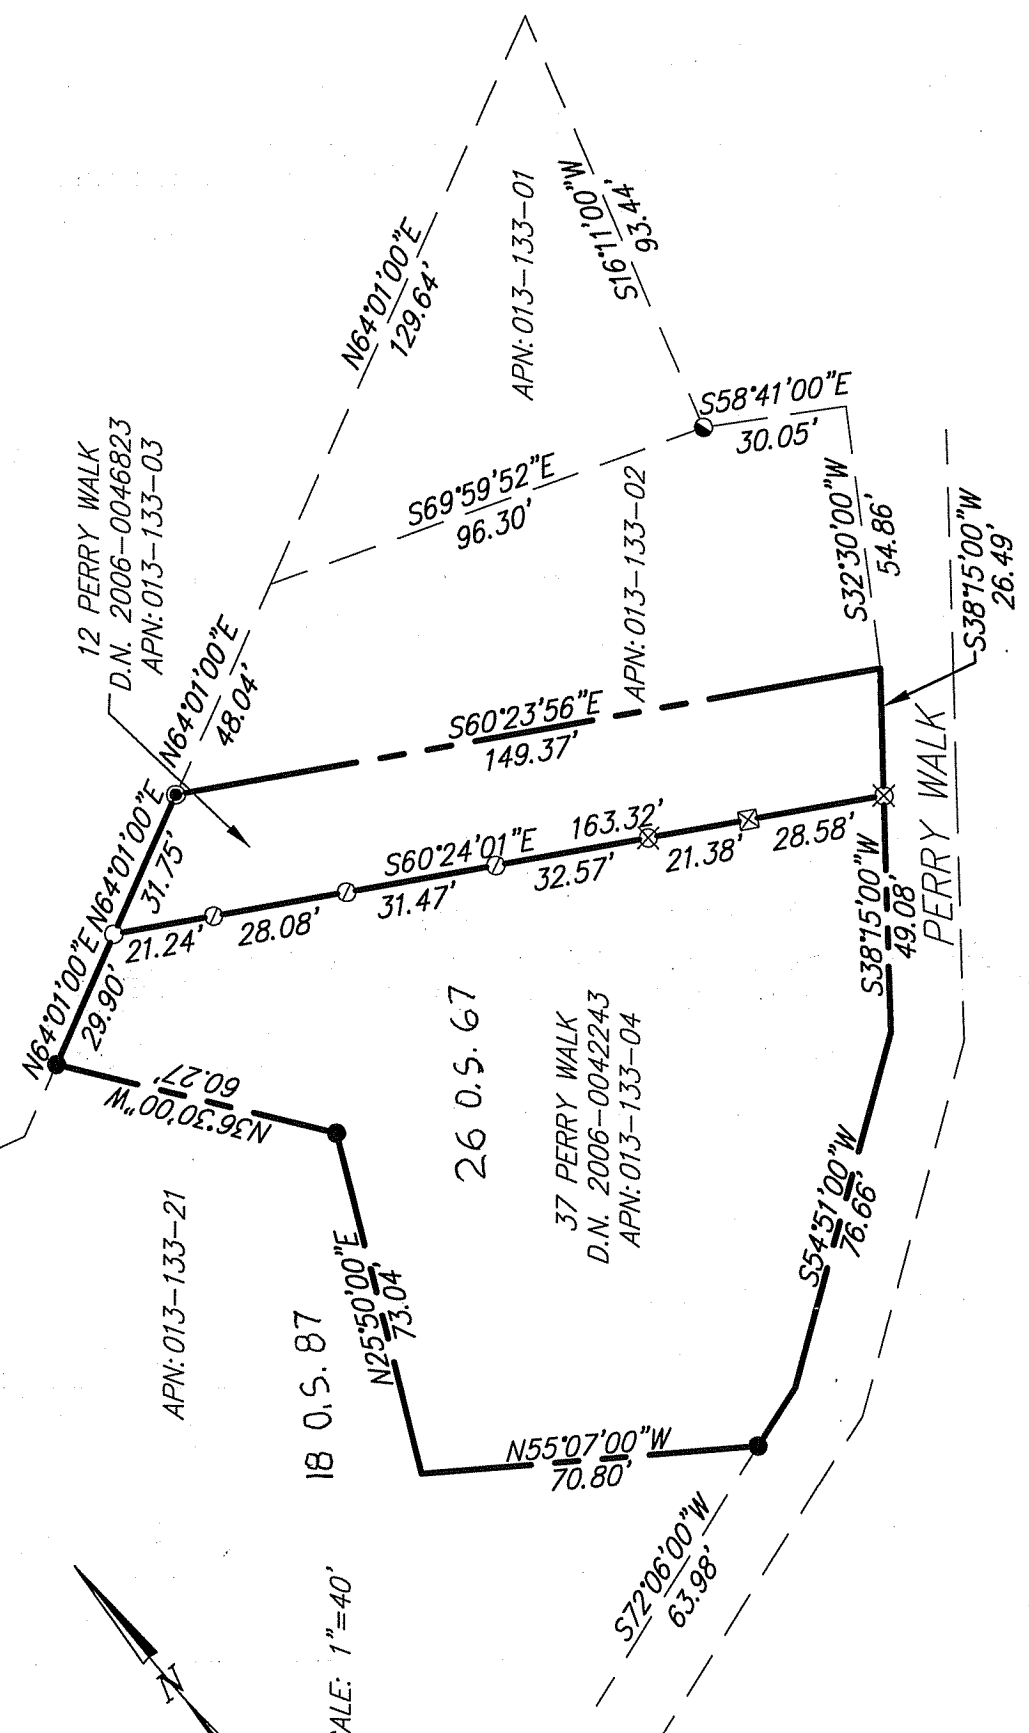 N64°01'00"E
129.64'
APN: 013-133-01
S16°11'00"W
93.44'
S58°41'00"E
30.05'
S69°59'52"E
96.30'
APN: 013-133-02
S32°30'00"W
54.86'
S38°15'00"W
26.49'
12 PERRY WALK
D.N. 2006-0046823
APN: 013-133-03
N64°01'00"E
48.04'
S60°23'56"E
149.37'
N64°01'00"E
31.75'
163.32'
S60°24'01"E
21.24'
28.08'
31.47'
32.57'
21.38'
28.58'
S38°15'00"W
49.08'
PERRY WALK
N64°01'00"E
29.90'
N36°30'00"W
60.27'
26 O.S. 67
37 PERRY WALK
D.N. 2006-0042243
APN: 013-133-04
S54°51'00"W
76.66'
APN: 013-133-21
18 O.S. 87
N25°50'00"E
73.04'
N55°07'00"W
70.80'
S72°06'00"W
63.98'
N
ALE: 1"=40'